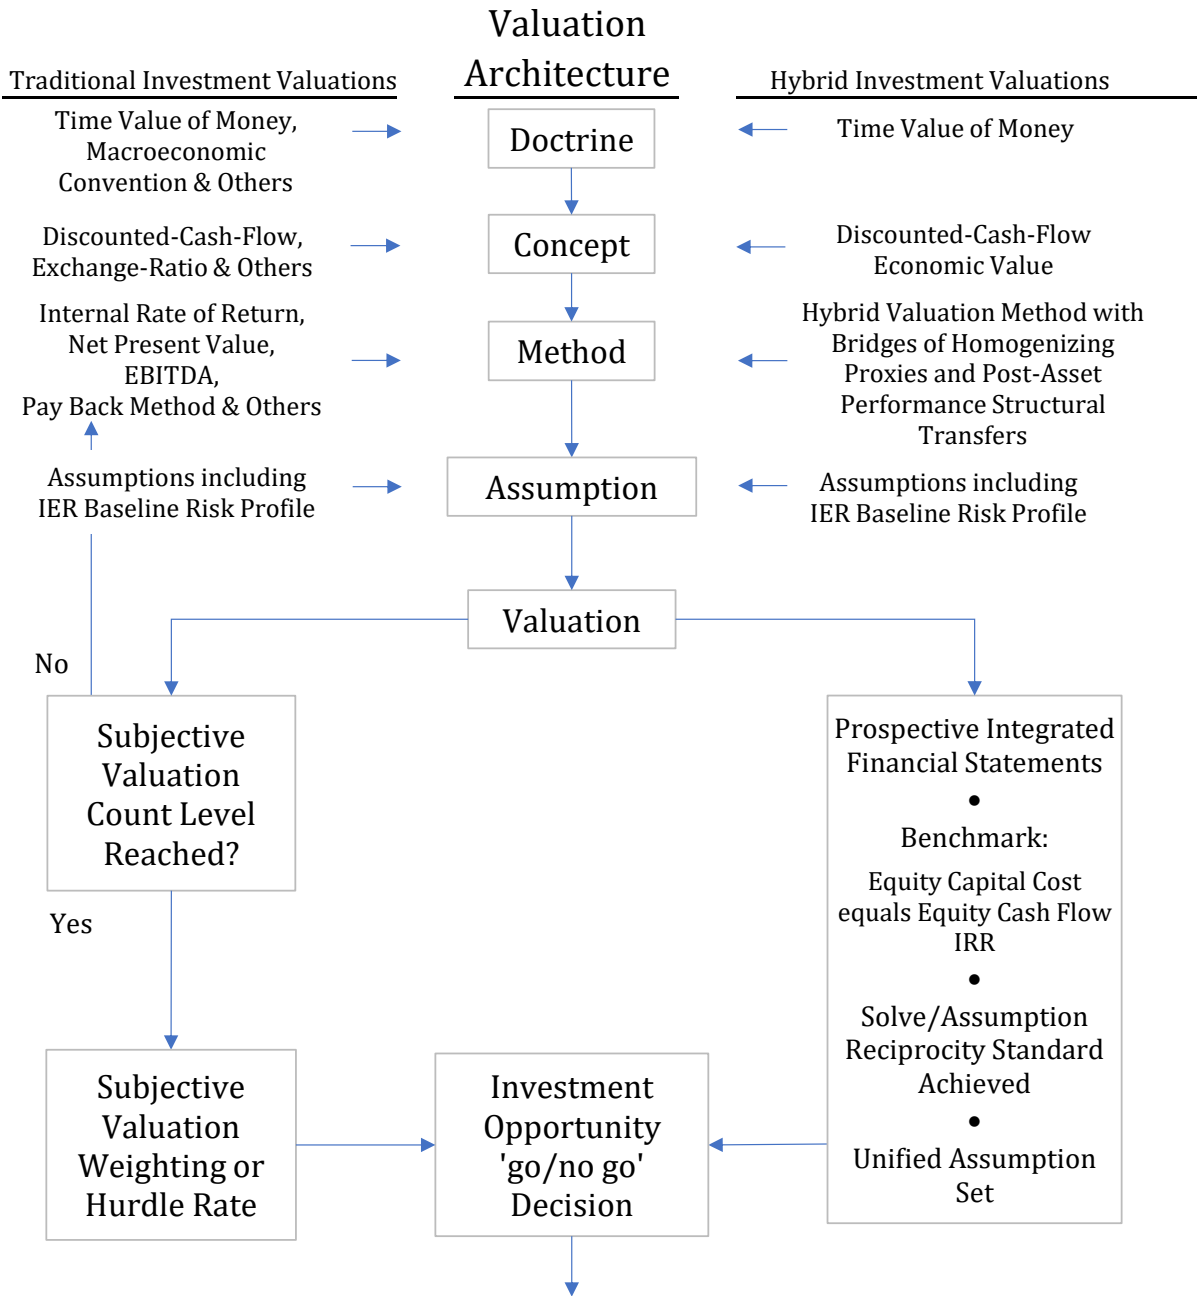 Valuation
Architecture
Traditional Investment Valuations
Hybrid Investment Valuations
Time Value of Money,
Macroeconomic
Convention & Others
Doctrine
Time Value of Money
Discounted-Cash-Flow,
Exchange-Ratio & Others
Concept
Discounted-Cash-Flow
Economic Value
Internal Rate of Return,
Net Present Value,
EBITDA,
Pay Back Method & Others
Method
Hybrid Valuation Method with
Bridges of Homogenizing
Proxies and Post-Asset
Performance Structural
Transfers
Assumptions including
IER Baseline Risk Profile
Assumption
Assumptions including
IER Baseline Risk Profile
Valuation
No
Subjective
Valuation
Count Level
Reached?
Yes
Subjective
Valuation
Weighting or
Hurdle Rate
Investment
Opportunity
'go/no go'
Decision
Prospective Integrated
Financial Statements
•
Benchmark:
Equity Capital Cost
equals Equity Cash Flow
IRR
•
Solve/Assumption
Reciprocity Standard
Achieved
•
Unified Assumption
Set